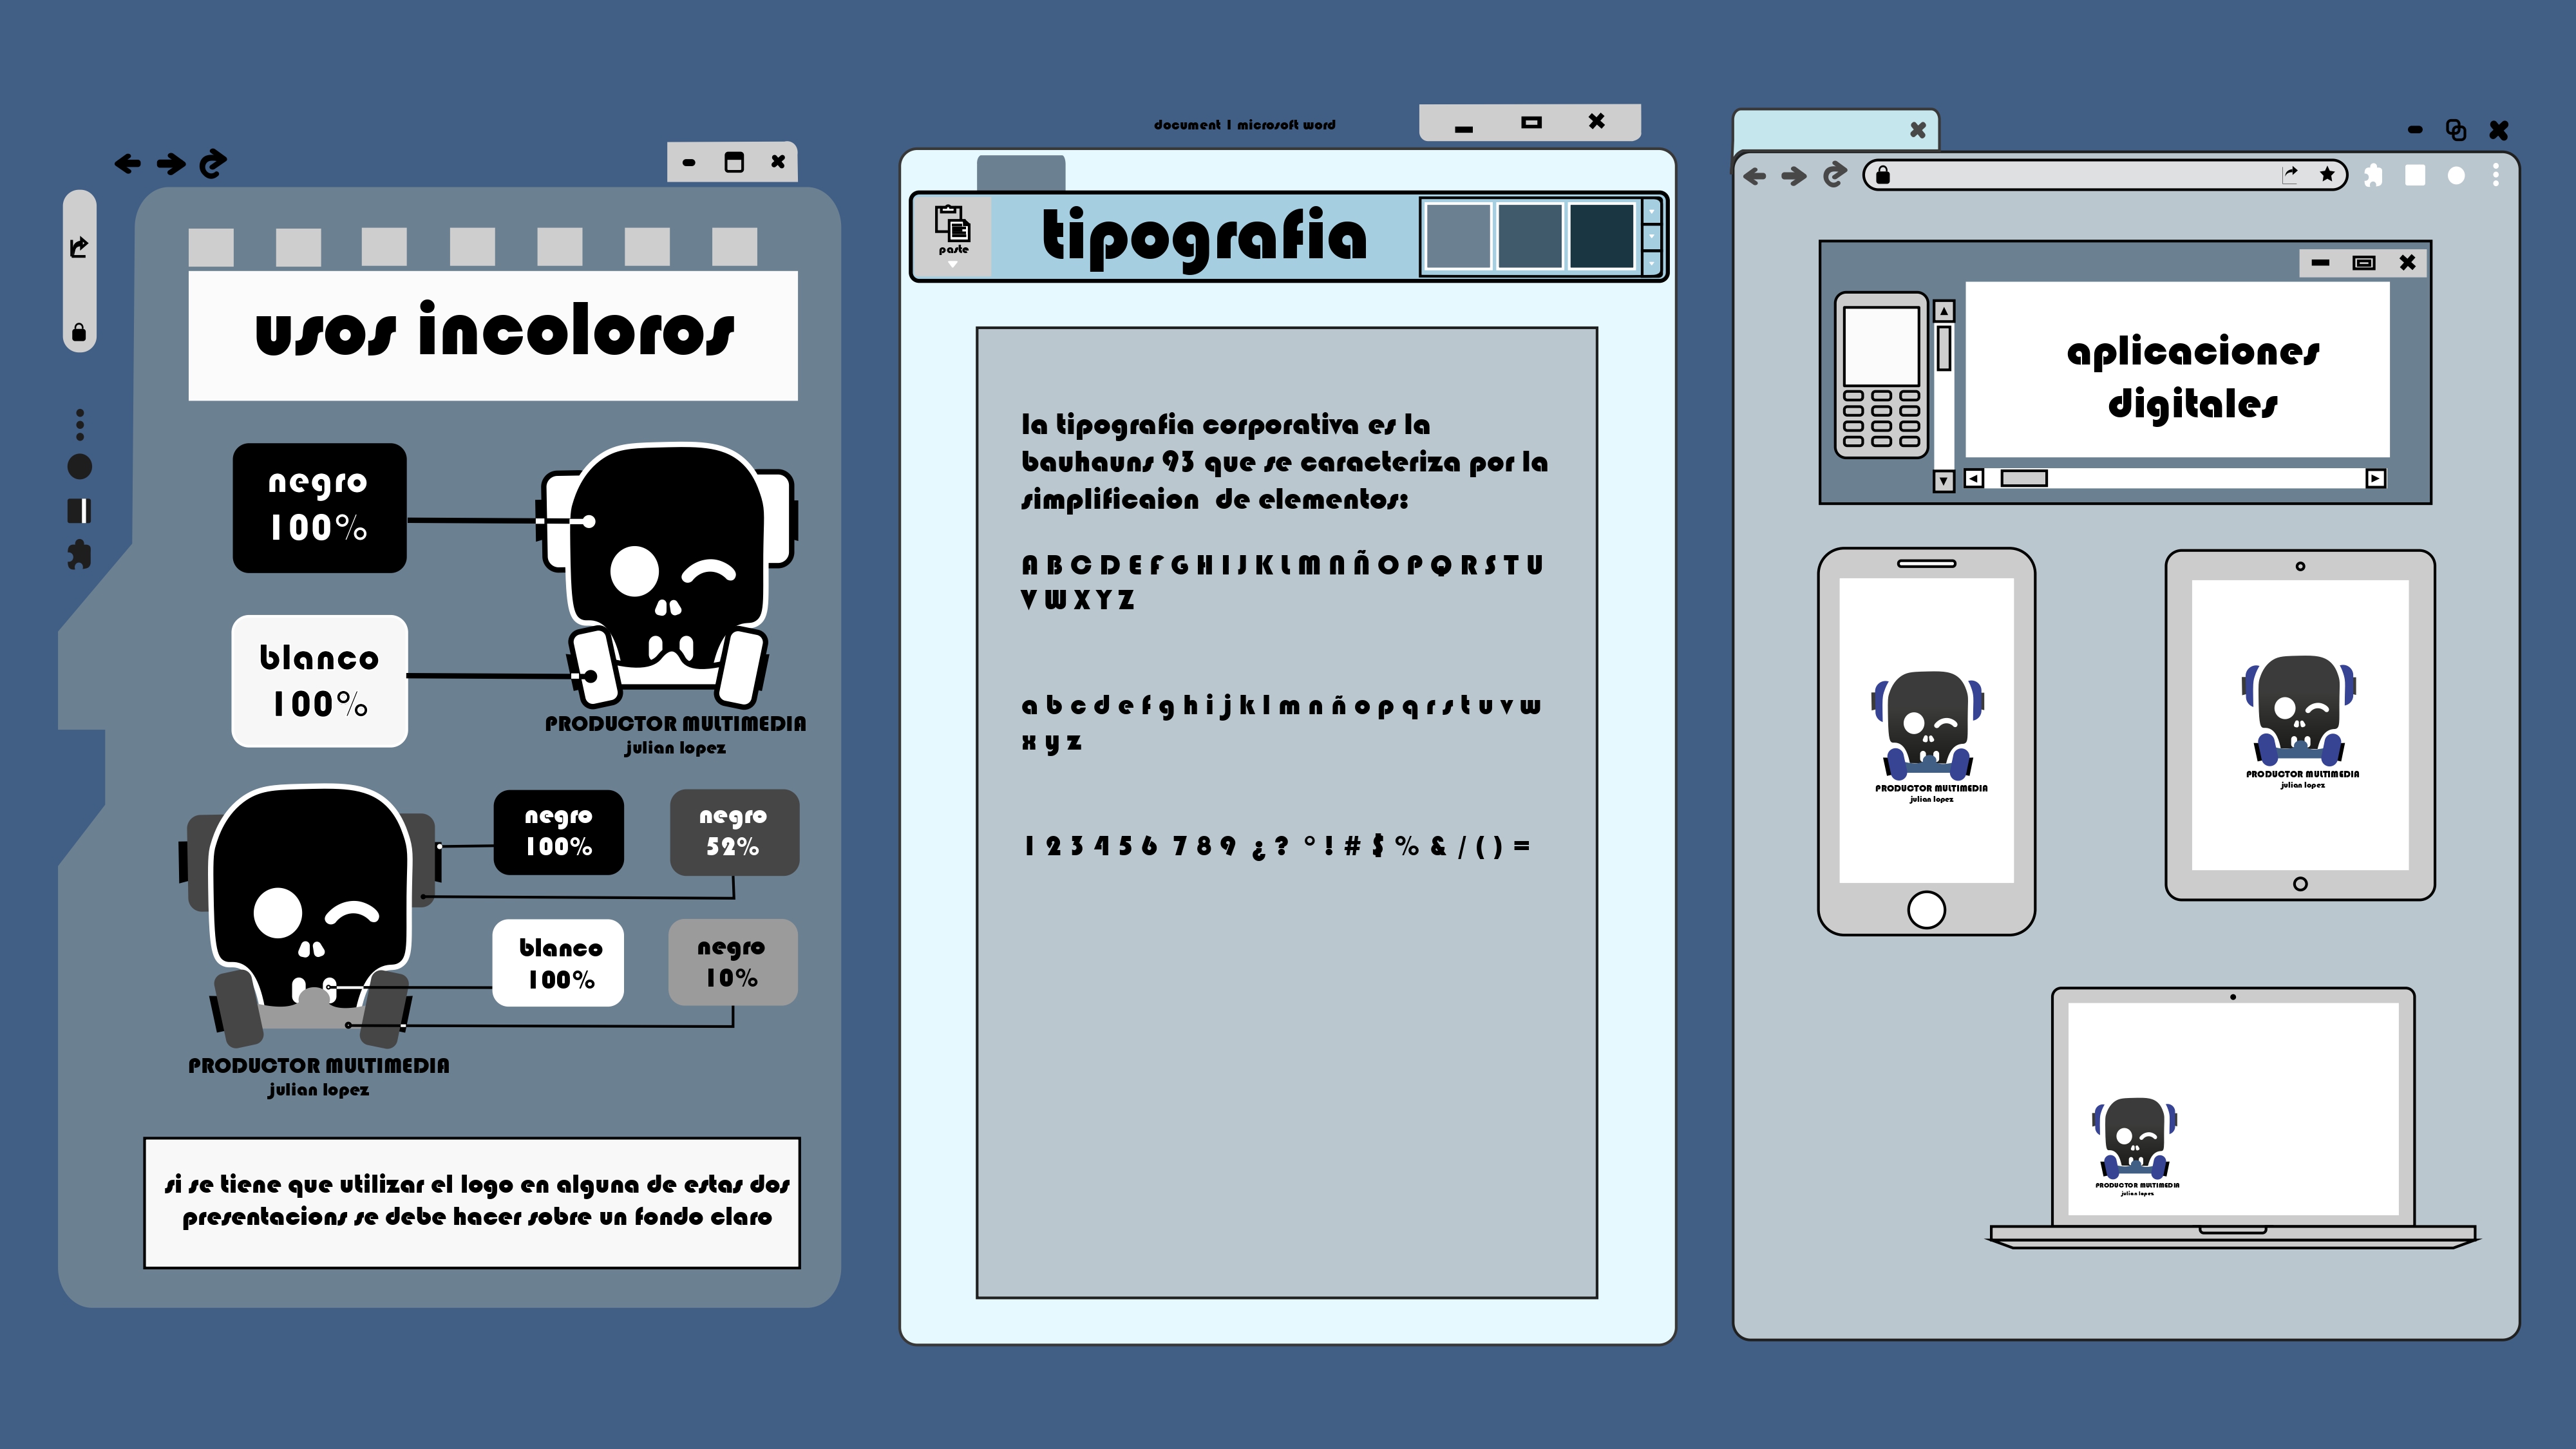 usos incoloros
negro
100%
blanco
100%
PRODUCTOR MULTIMEDIA
julian lopez
negro
100%
negro
52%
blanco
100%
negro
10%
PRODUCTOR MULTIMEDIA
julian lopez
si se tiene que utilizar el logo en alguna de estas dos
presentacions se debe hacer sobre un fondo claro
document | microsoft word
paste
tipografia
la tipografia corporativa es la
bauhauns 93 que se caracteriza por la
simplificaion de elementos:
A B C D E F G H I J K L M N Ñ O P Q R S T U
V W X Y Z
a b c d e f g h i j k l m n ñ o p q r s t u v w
x y z
1 2 3 4 5 6 7 8 9 ¿ ? ° ! # $ % & / ( ) =
aplicaciones
digitales
PRODUCTOR MULTIMEDIA
julian lopez
PRODUCTOR MULTIMEDIA
julian lopez
PRODUCTOR MULTIMEDIA
julian lopez